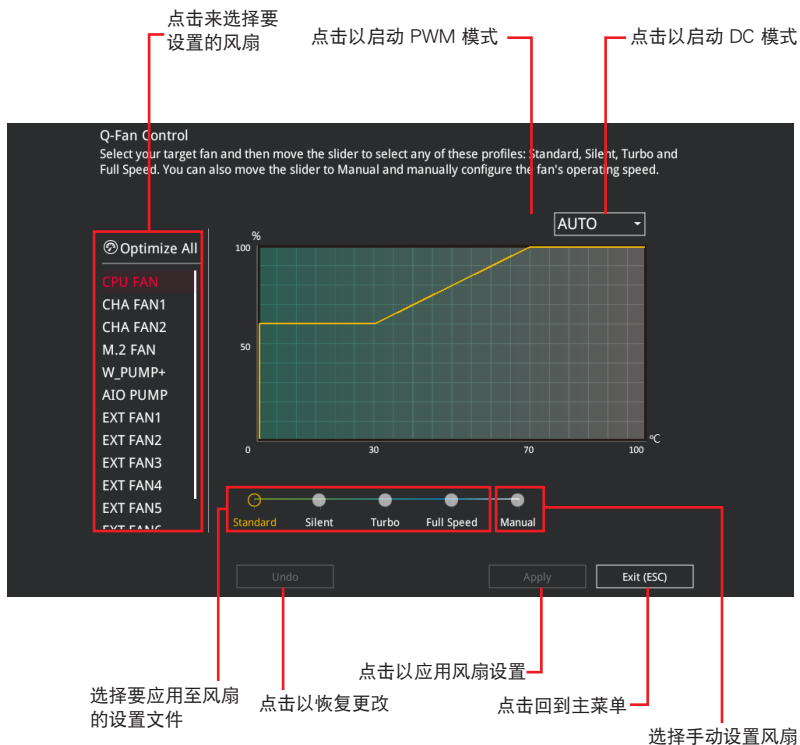 点击来选择要
设置的风扇
点击以启动 PWM 模式
点击以启动 DC 模式
Q-Fan Control
Select your target fan and then move the slider to select any of these profiles: Standard, Silent, Turbo and
Full Speed. You can also move the slider to Manual and manually configure the fan's operating speed.
AUTO
Optimize All
CPU FAN
CHA FAN1
CHA FAN2
M.2 FAN
W_PUMP+
AIO PUMP
EXT FAN1
EXT FAN2
EXT FAN3
EXT FAN4
EXT FAN5
EXT FAN6
%
100
50
0
30
70
100
°C
Standard
Silent
Turbo
Full Speed
Manual
Undo
Apply
Exit (ESC)
选择要应用至风扇
的设置文件
点击以恢复更改
点击以应用风扇设置
点击回到主菜单
选择手动设置风扇